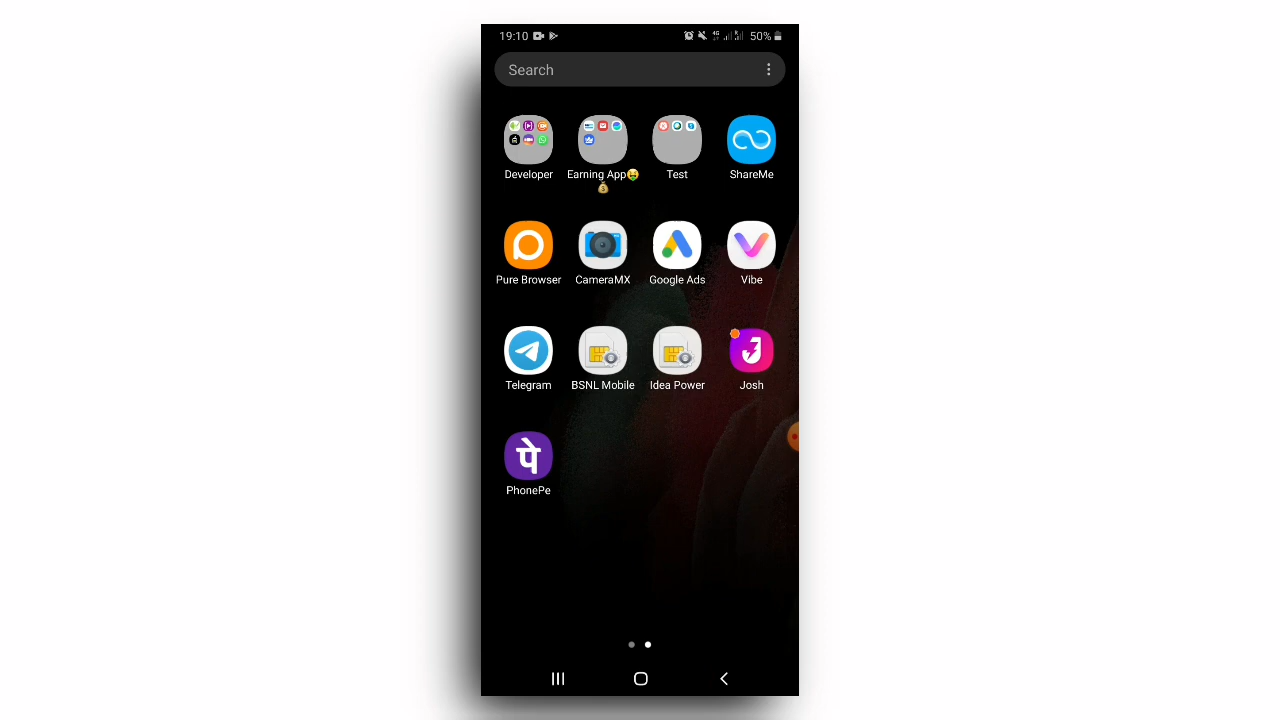 19:10 4G 50%
Search
Developer Earning App🤑💰 Test ShareMe
Pure Browser CameraMX Google Ads Vibe
Telegram BSNL Mobile Idea Power Josh
पे
PhonePe